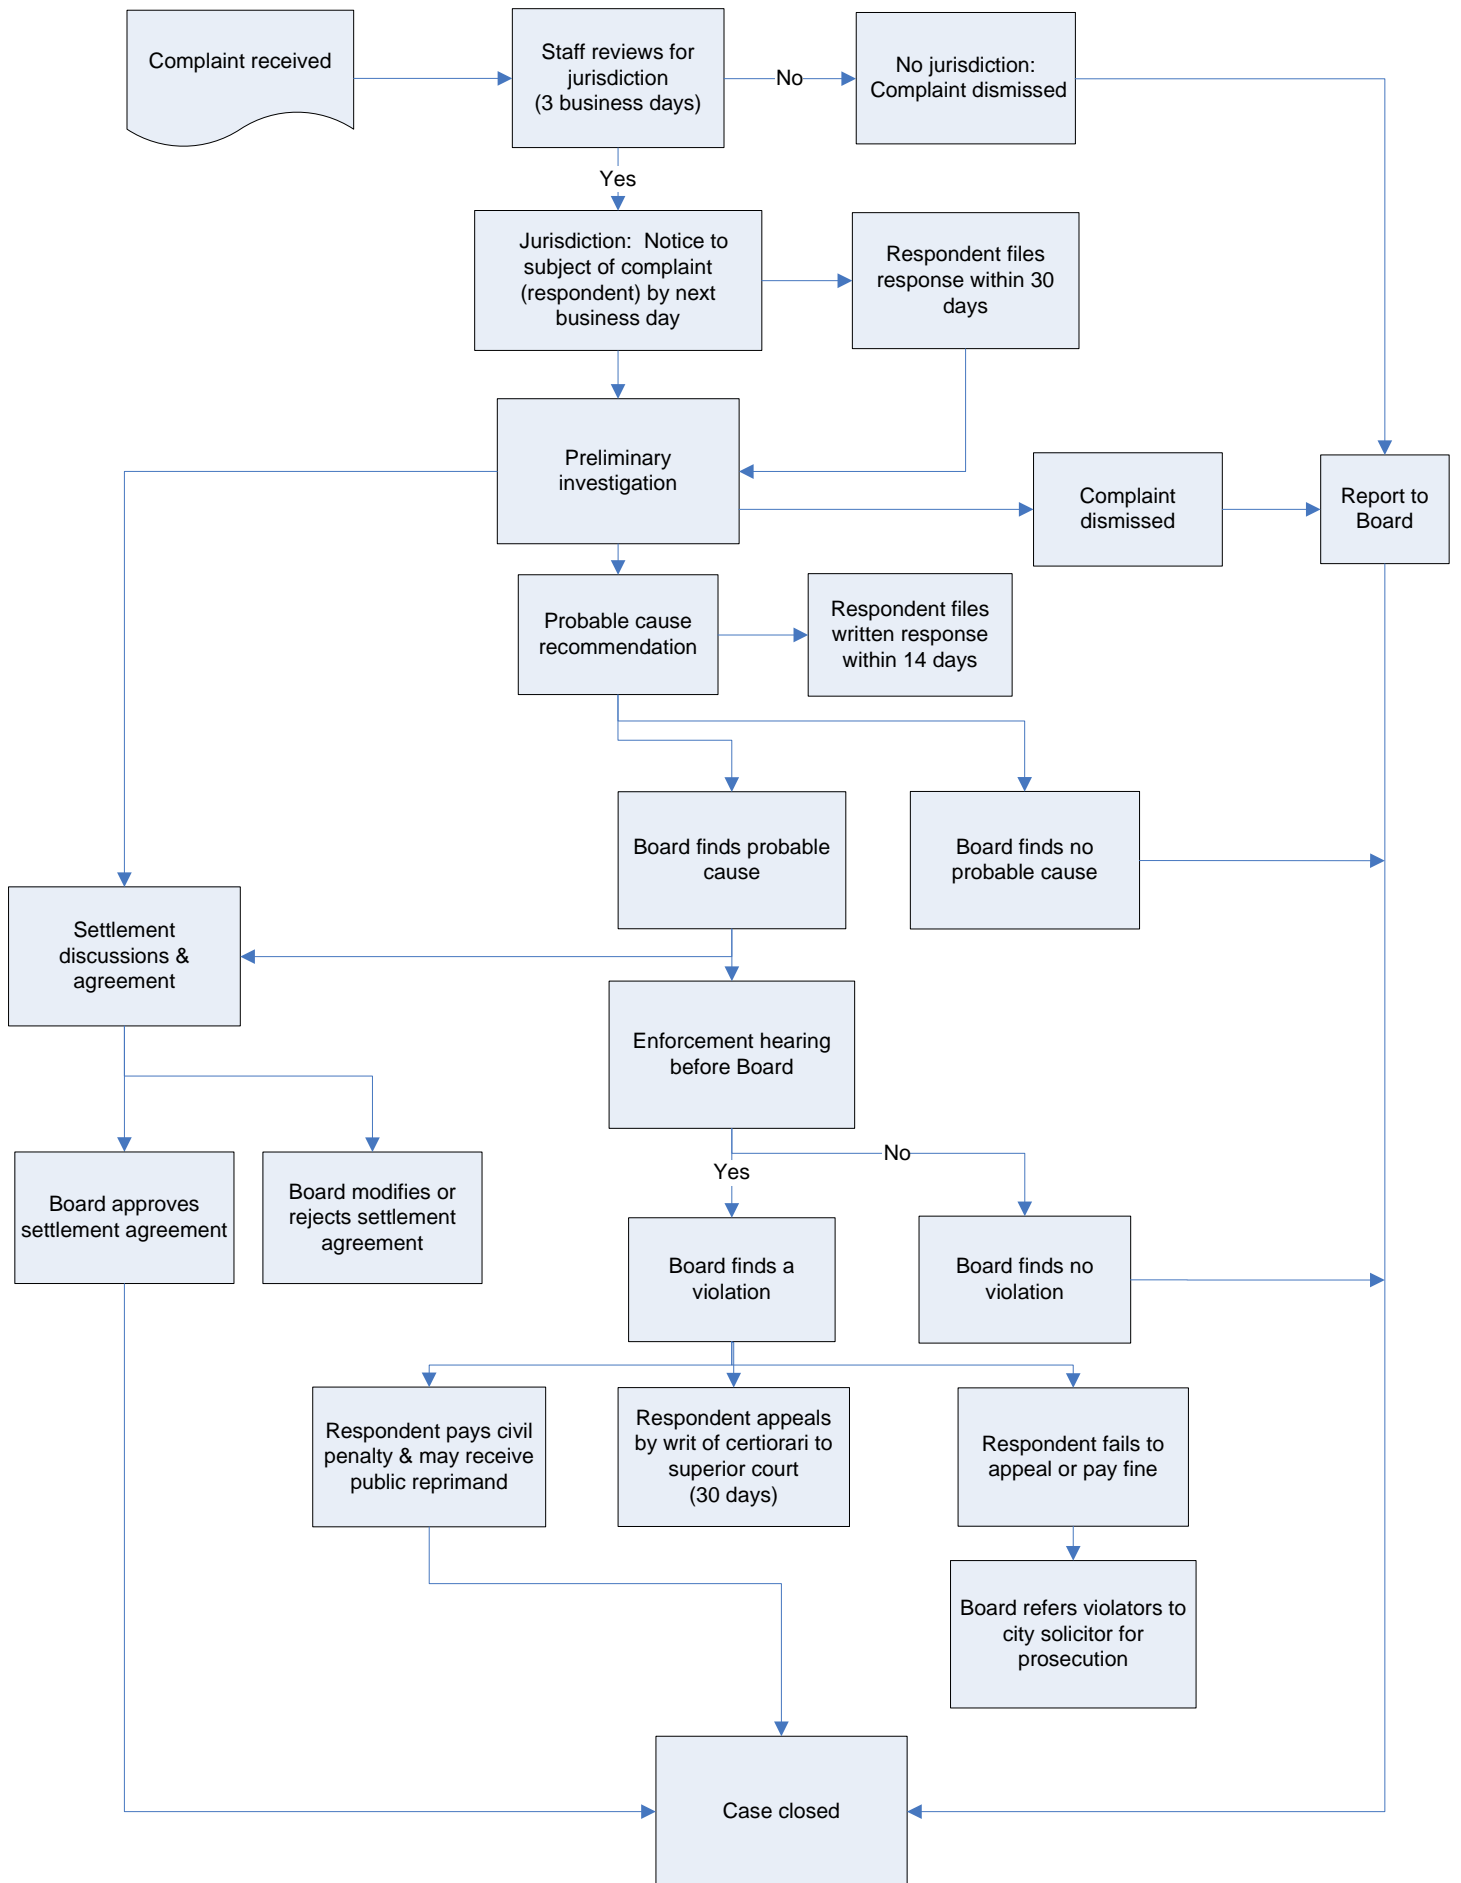 Complaint received
Staff reviews for
jurisdiction
(3 business days)
No
No jurisdiction:
Complaint dismissed
Yes
Jurisdiction:  Notice to
subject of complaint
(respondent) by next
business day
Respondent files
response within 30
days
Preliminary
investigation
Complaint
dismissed
Report to
Board
Probable cause
recommendation
Respondent files
written response
within 14 days
Board finds probable
cause
Board finds no
probable cause
Settlement
discussions &
agreement
Enforcement hearing
before Board
Yes
No
Board approves
settlement agreement
Board modifies or
rejects settlement
agreement
Board finds a
violation
Board finds no
violation
Respondent pays civil
penalty & may receive
public reprimand
Respondent appeals
by writ of certiorari to
superior court
(30 days)
Respondent fails to
appeal or pay fine
Board refers violators to
city solicitor for
prosecution
Case closed